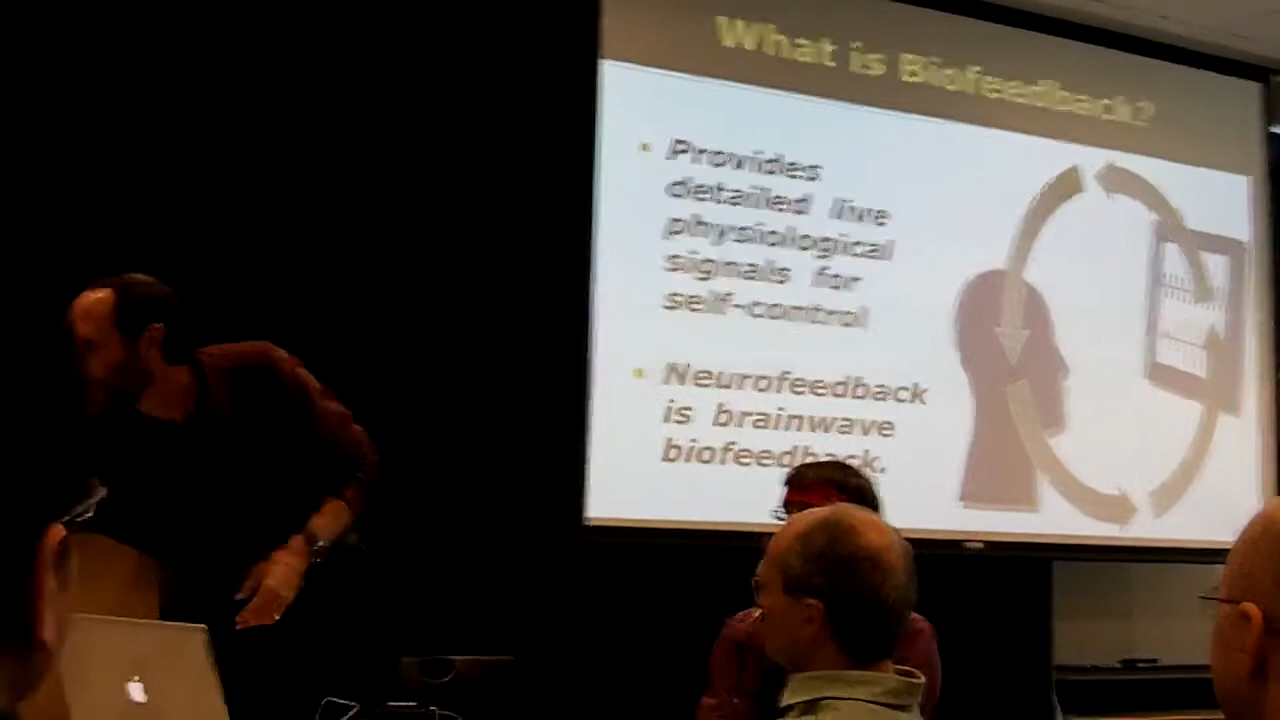 What is Biofeedback?
Provides
detailed live
physiological
signals for
self-control
Neurofeedback
is brainwave
biofeedback.